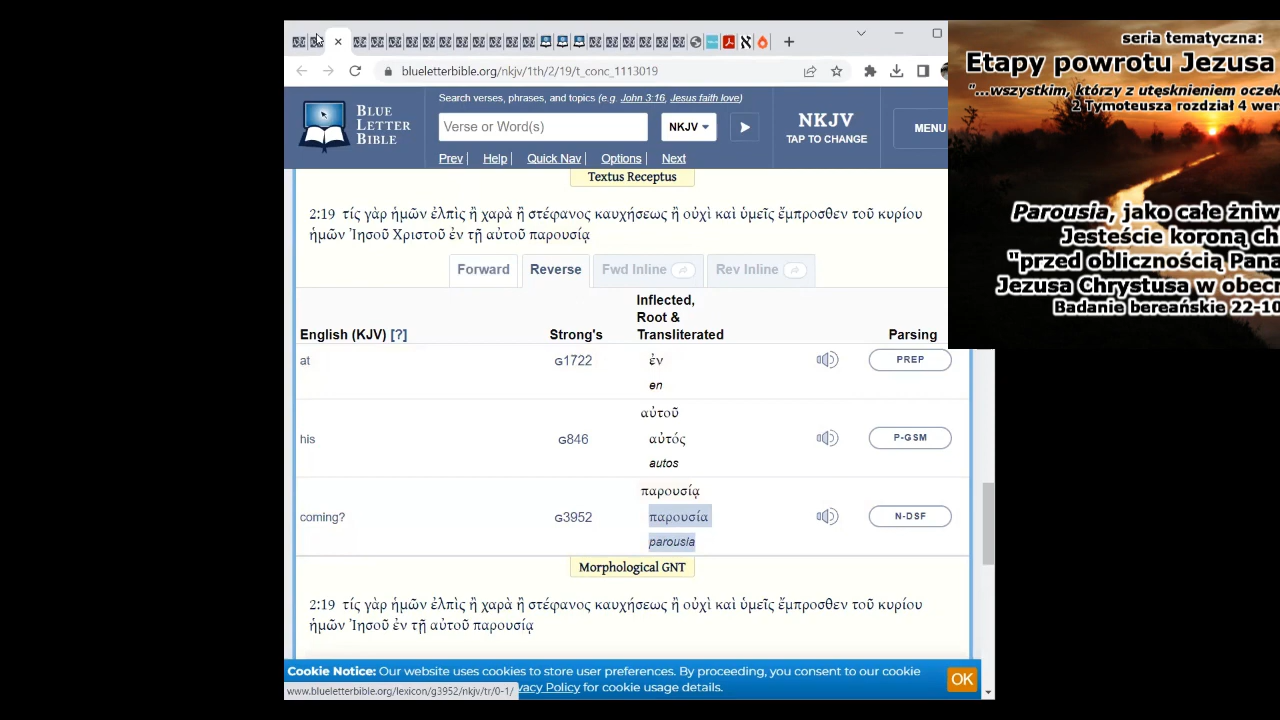 blueletterbible.org/nkjv/1th/2/19/t_conc_1113019
BLUE
LETTER
BIBLE
Search verses, phrases, and topics (e.g. John 3:16, Jesus faith love)
Verse or Word(s)
NKJV
NKJV
TAP TO CHANGE
MENU
Prev | Help | Quick Nav | Options | Next
Textus Receptus
2:19 τίς γὰρ ἡμῶν ἐλπὶς ἢ χαρὰ ἢ στέφανος καυχήσεως ἢ οὐχὶ καὶ ὑμεῖς ἔμπροσθεν τοῦ κυρίου
ἡμῶν Ἰησοῦ Χριστοῦ ἐν τῇ αὐτοῦ παρουσίᾳ
Forward Reverse Fwd Inline Rev Inline
Inflected,
Root &
English (KJV) [?] Strong's Transliterated Parsing
ἐν
at G1722 PREP
en
αὐτοῦ
his G846 αὐτός P-GSM
autos
παρουσίᾳ
coming? G3952 παρουσία N-DSF
parousia
Morphological GNT
2:19 τίς γὰρ ἡμῶν ἐλπὶς ἢ χαρὰ ἢ στέφανος καυχήσεως ἢ οὐχὶ καὶ ὑμεῖς ἔμπροσθεν τοῦ κυρίου
ἡμῶν Ἰησοῦ ἐν τῇ αὐτοῦ παρουσίᾳ
Cookie Notice: Our website uses cookies to store user preferences. By proceeding, you consent to our cookie
vacy Policy for cookie usage details.
OK
www.blueletterbible.org/lexicon/g3952/nkjv/tr/0-1/
seria tematyczna:
Etapy powrotu Jezusa
"...wszystkim, którzy z utęsknieniem oczek
2 Tymoteusza rozdział 4 wer
Parousia, jako całe żniw
Jesteście koroną ch
"przed oblicznością Pana
Jezusa Chrystusa w obec
Badanie bereańskie 22-10